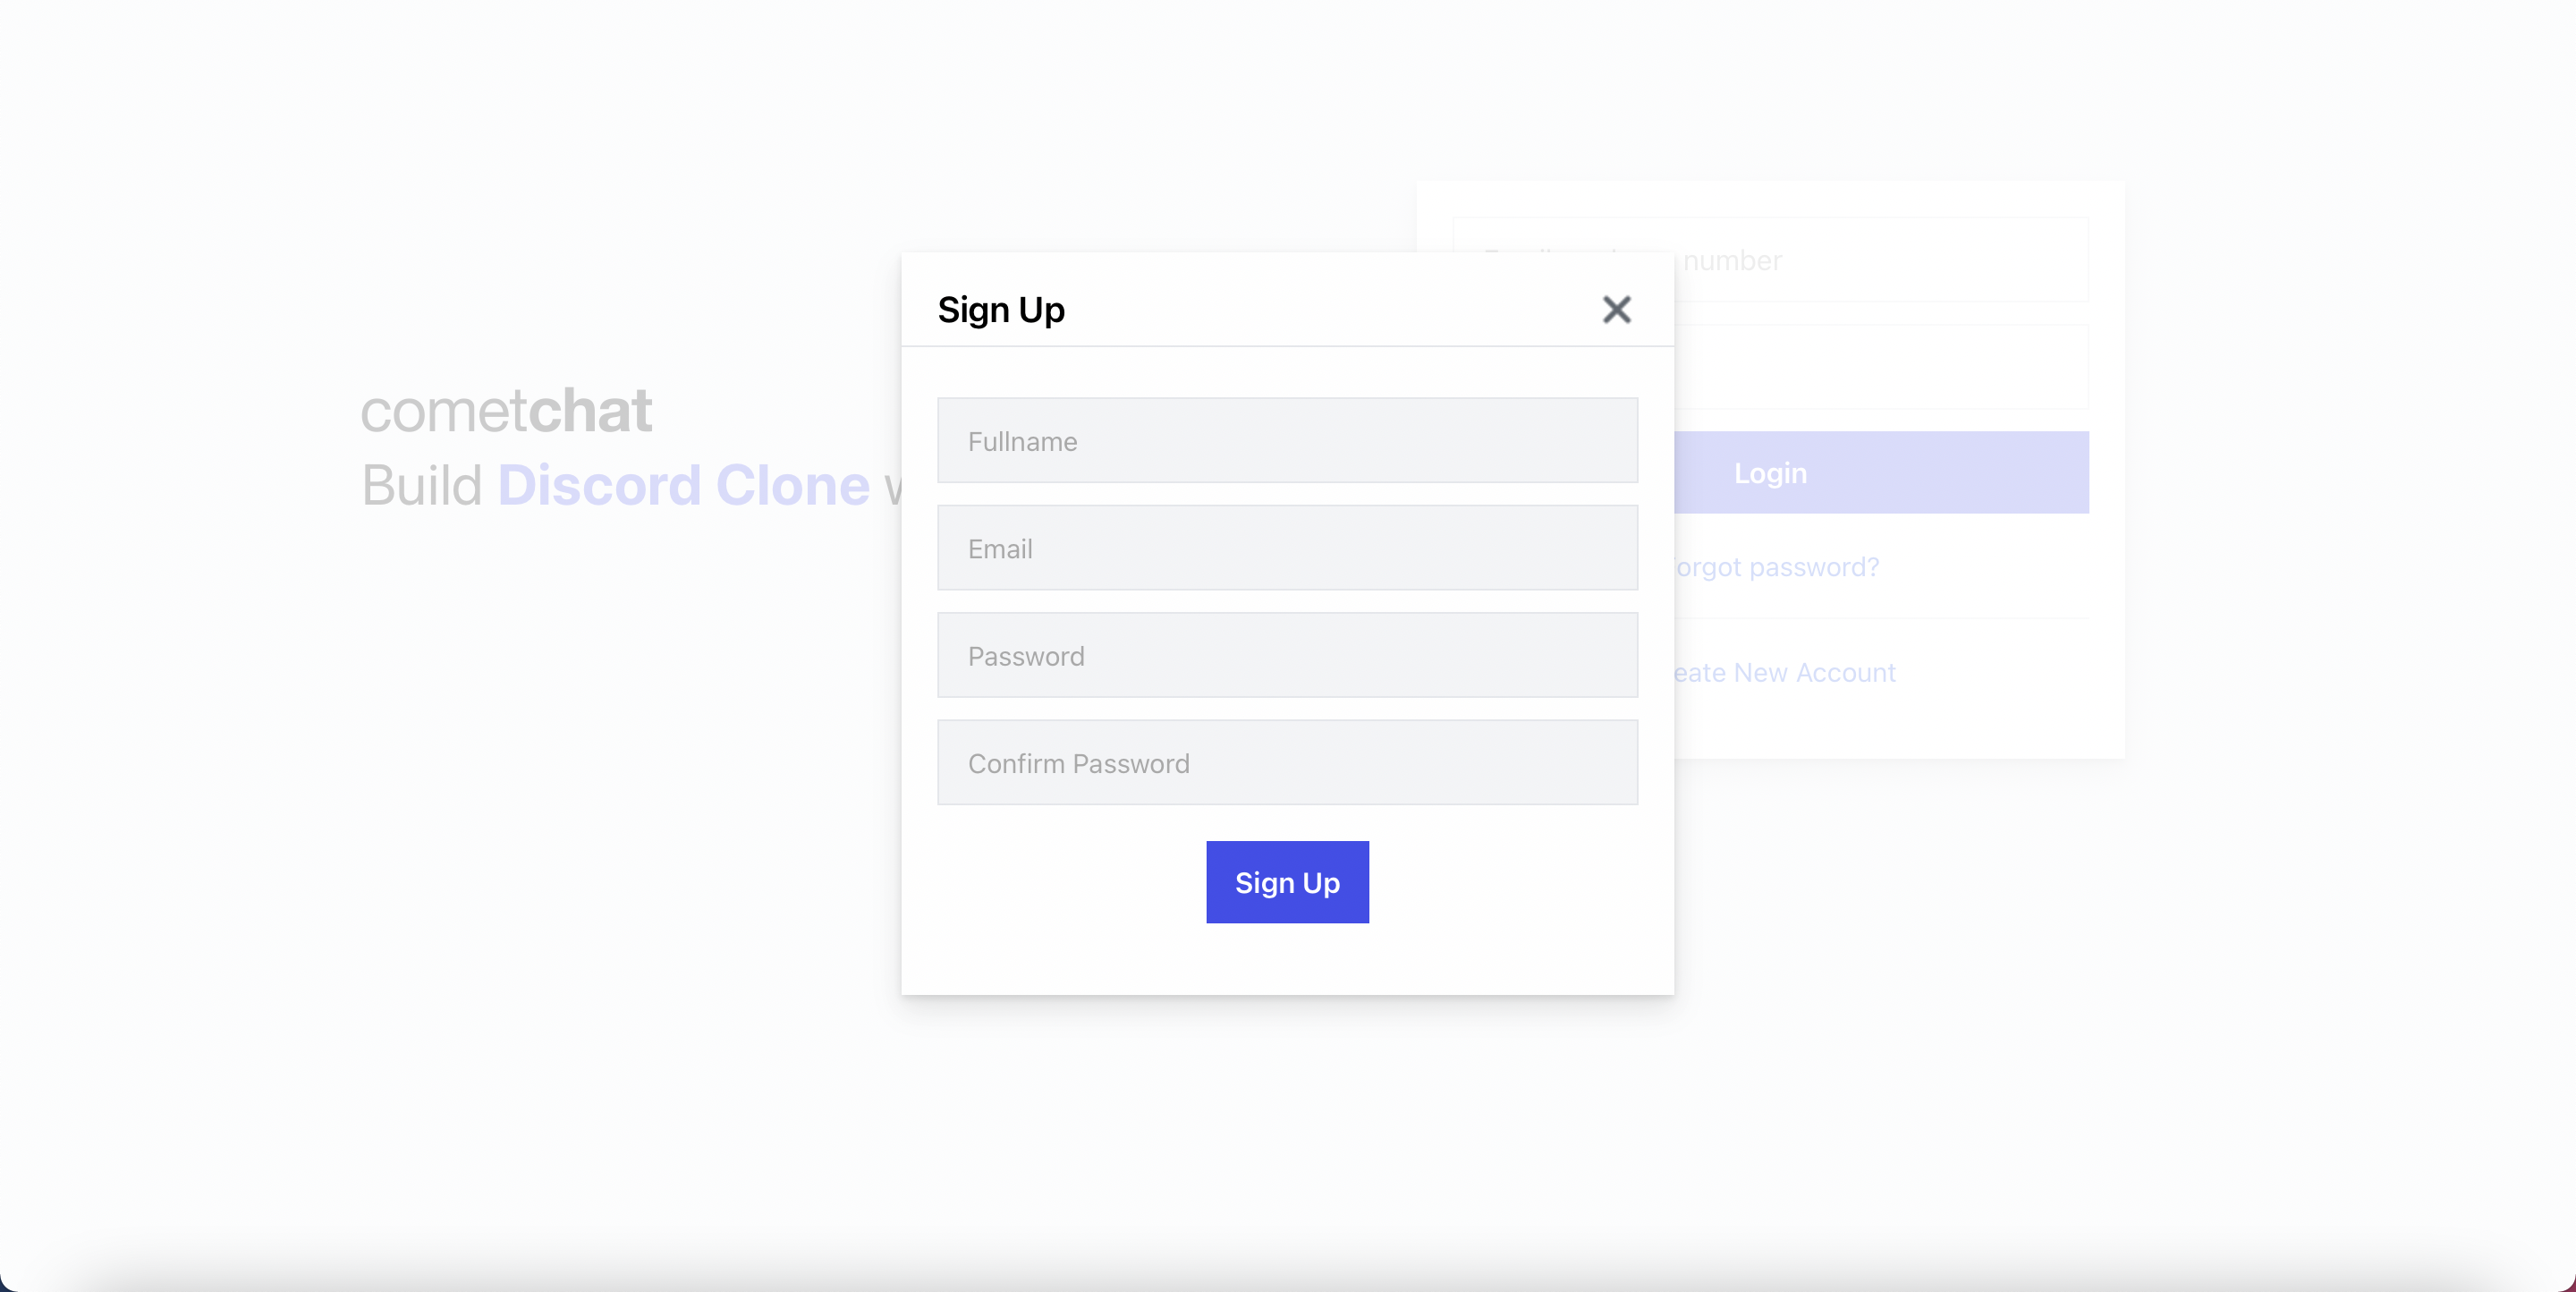 cometchat
Build Discord Clone
number
Login
orgot password?
eate New Account
Sign Up
Fullname
Email
Password
Confirm Password
Sign Up